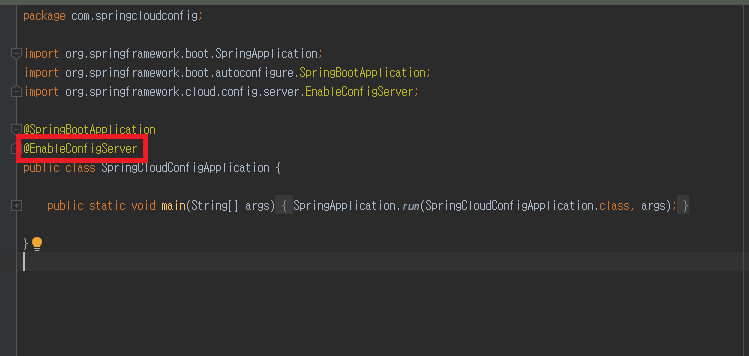 package com.springcloudconfig;
import org.springframework.boot.SpringApplication;
import org.springframework.boot.autoconfigure.SpringBootApplication;
import org.springframework.cloud.config.server.EnableConfigServer;
@SpringBootApplication
@EnableConfigServer
public class SpringCloudConfigApplication {
public static void main(String[] args) { SpringApplication.run(SpringCloudConfigApplication.class, args); }
}